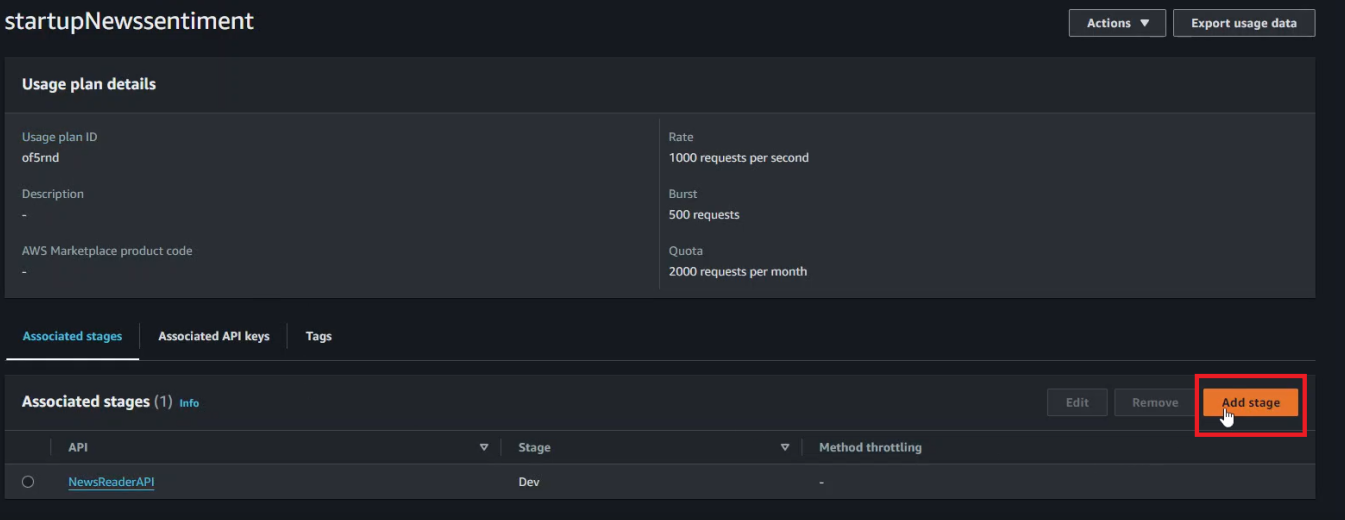 startupNewssentiment
Actions ▼
Export usage data
Usage plan details
Usage plan ID
of5rnd
Description
-
AWS Marketplace product code
-
Rate
1000 requests per second
Burst
500 requests
Quota
2000 requests per month
Associated stages
Associated API keys
Tags
Associated stages (1) Info
Edit
Remove
Add stage
API
Stage
Method throttling
NewsReaderAPI
Dev
-